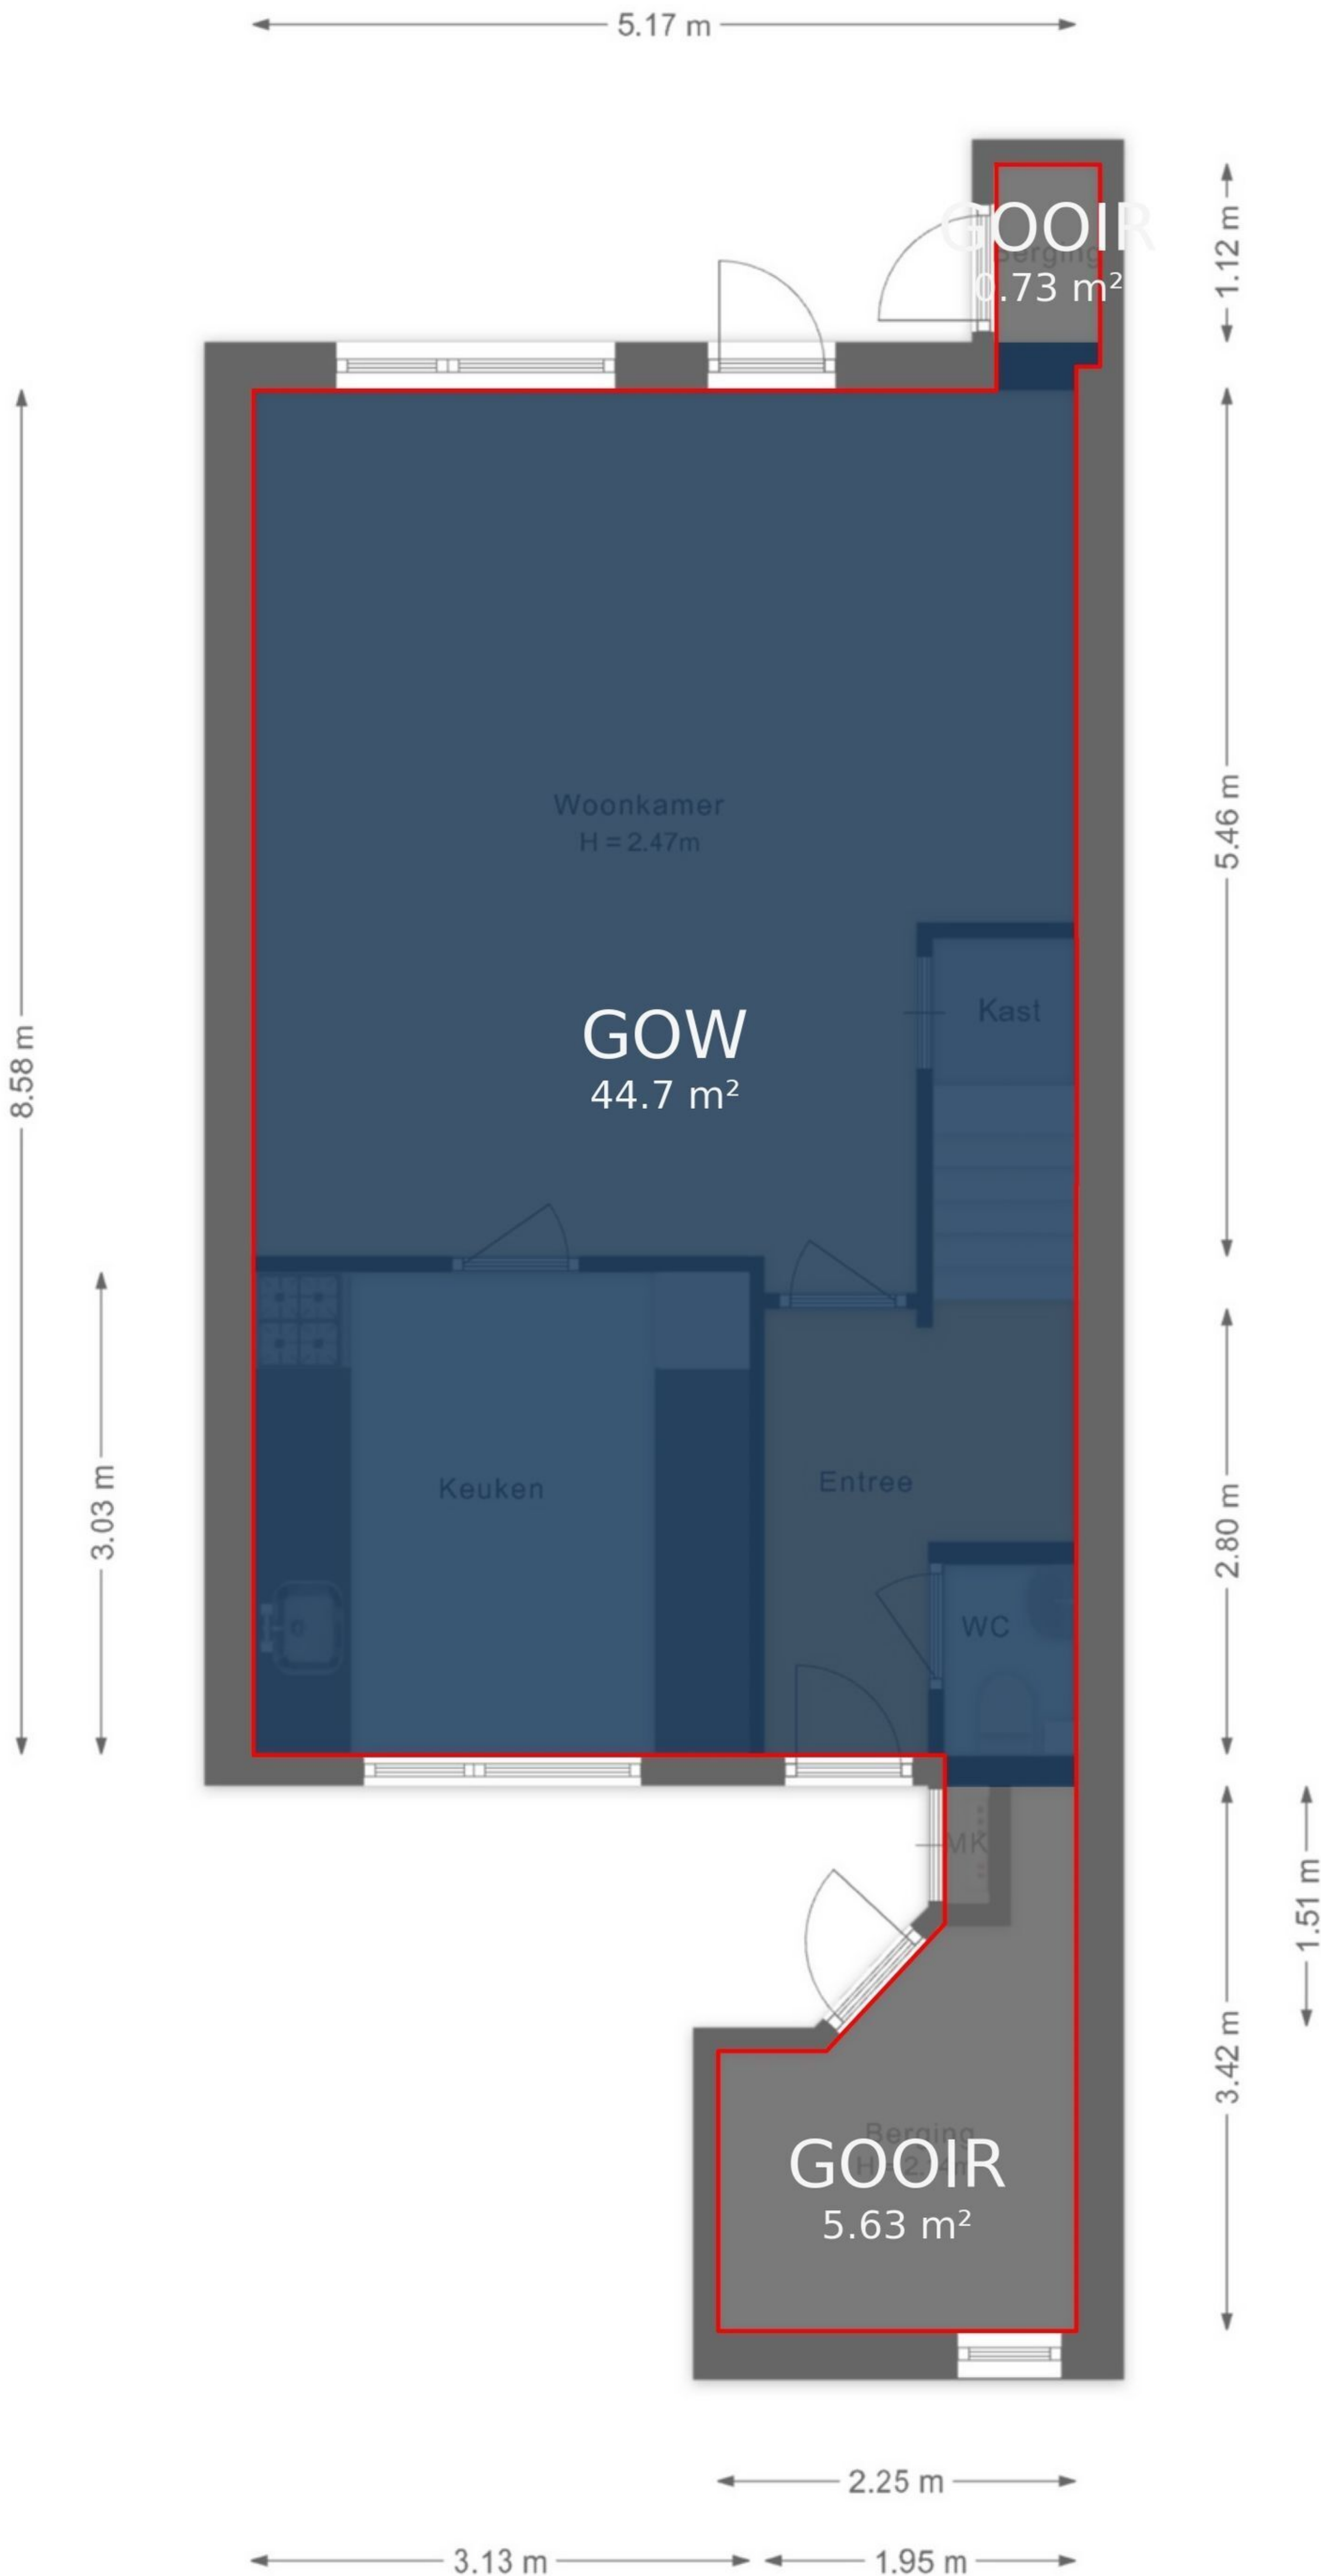 5.17 m
GOOIR
Berging
0.73 m²
1.12 m
Woonkamer
H = 2.47m
5.46 m
Kast
GOW
44.7 m²
8.58 m
Keuken
Entree
3.03 m
2.80 m
WC
MK
1.51 m
3.42 m
Berging
GOOIR
5.63 m²
2.25 m
3.13 m
1.95 m